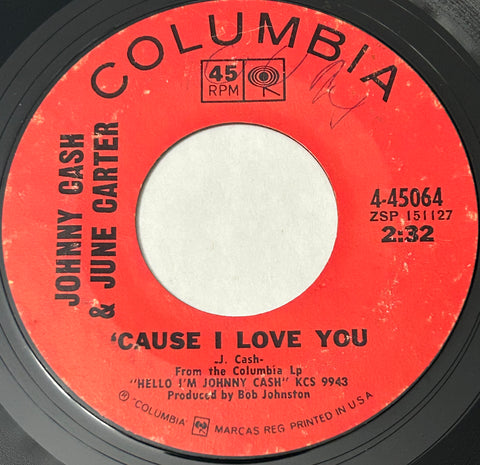 COLUMBIA
45
RPM
JOHNNY CASH
& JUNE CARTER
4-45064
ZSP 151127
2:32
'CAUSE I LOVE YOU
-J. Cash-
From the Columbia Lp
"HELLO I'M JOHNNY CASH" KCS 9943
Produced by Bob Johnston
® "COLUMBIA" MARCAS REG. PRINTED IN U.S.A.